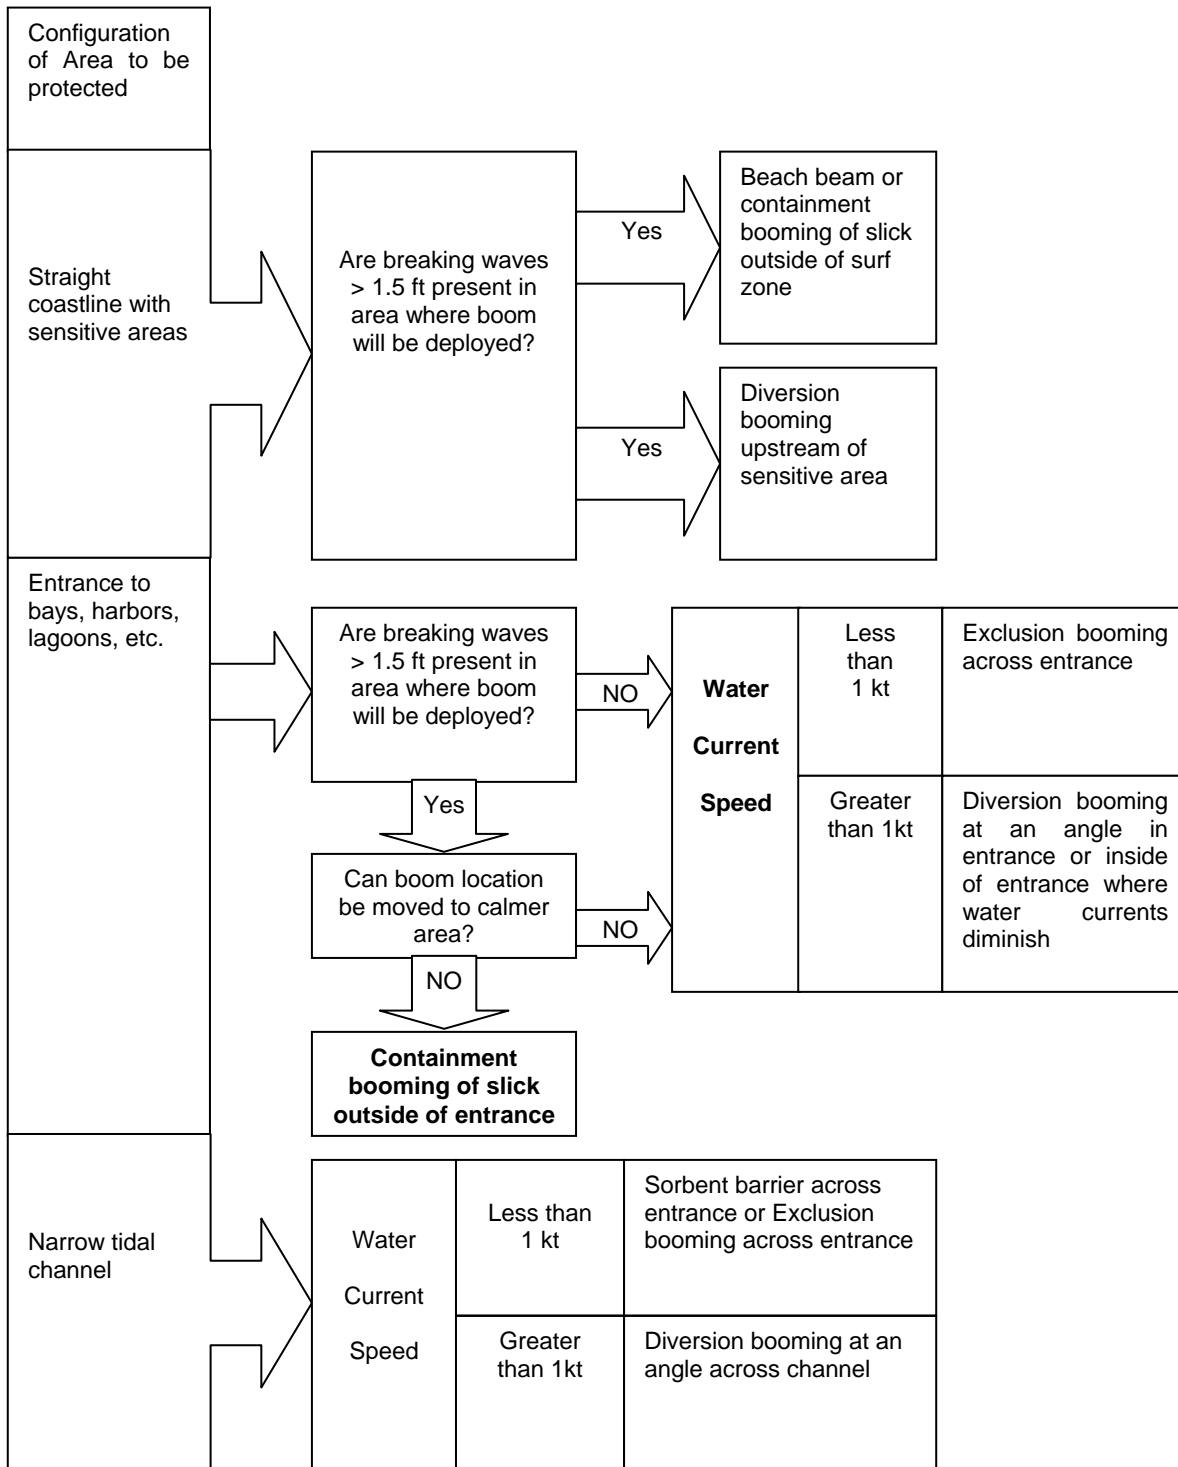 Configuration
of Area to be
protected
Straight
coastline with
sensitive areas
Are breaking waves
> 1.5 ft present in
area where boom
will be deployed?
Yes
Beach beam or
containment
booming of slick
outside of surf
zone
Yes
Diversion
booming
upstream of
sensitive area
Entrance to
bays, harbors,
lagoons, etc.
Are breaking waves
> 1.5 ft present in
area where boom
will be deployed?
NO
Water
Current
Speed
Less
than
1 kt
Exclusion booming
across entrance
Greater
than 1kt
Diversion booming
at an angle in
entrance or inside
of entrance where
water currents
diminish
Yes
Can boom location
be moved to calmer
area?
NO
NO
Containment
booming of slick
outside of entrance
Narrow tidal
channel
Water
Current
Speed
Less than
1 kt
Sorbent barrier across
entrance or Exclusion
booming across entrance
Greater
than 1kt
Diversion booming at an
angle across channel